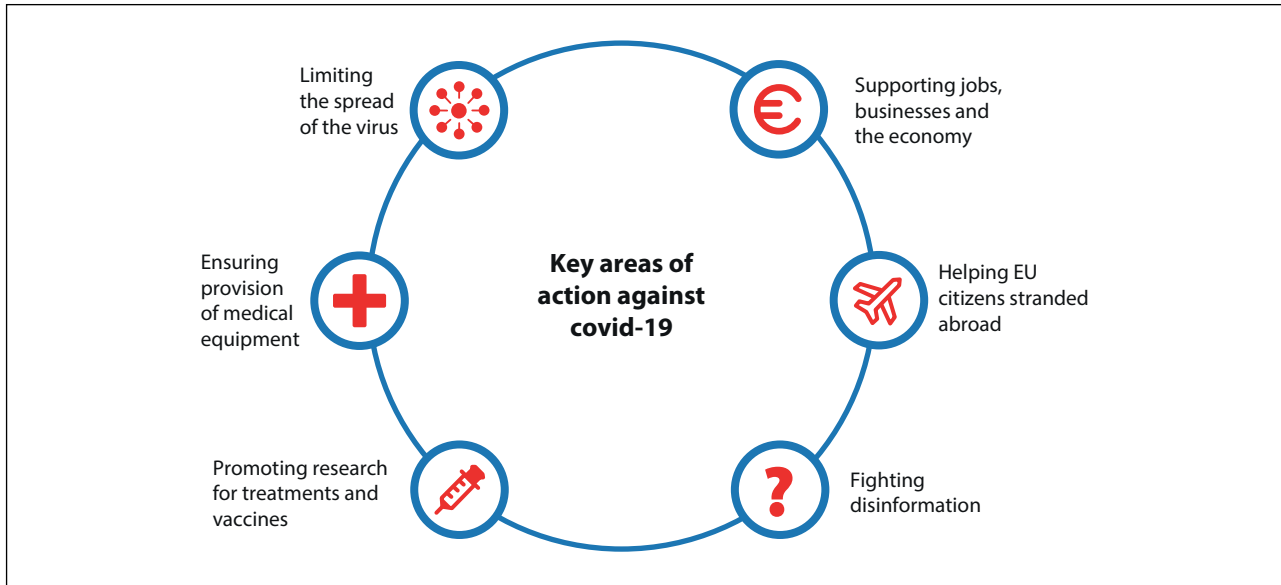 Limiting
the spread
of the virus
Supporting jobs,
businesses and
the economy
Ensuring
provision
of medical
equipment
Key areas of
action against
covid-19
Helping EU
citizens stranded
abroad
Promoting research
for treatments and
vaccines
Fighting
disinformation
?